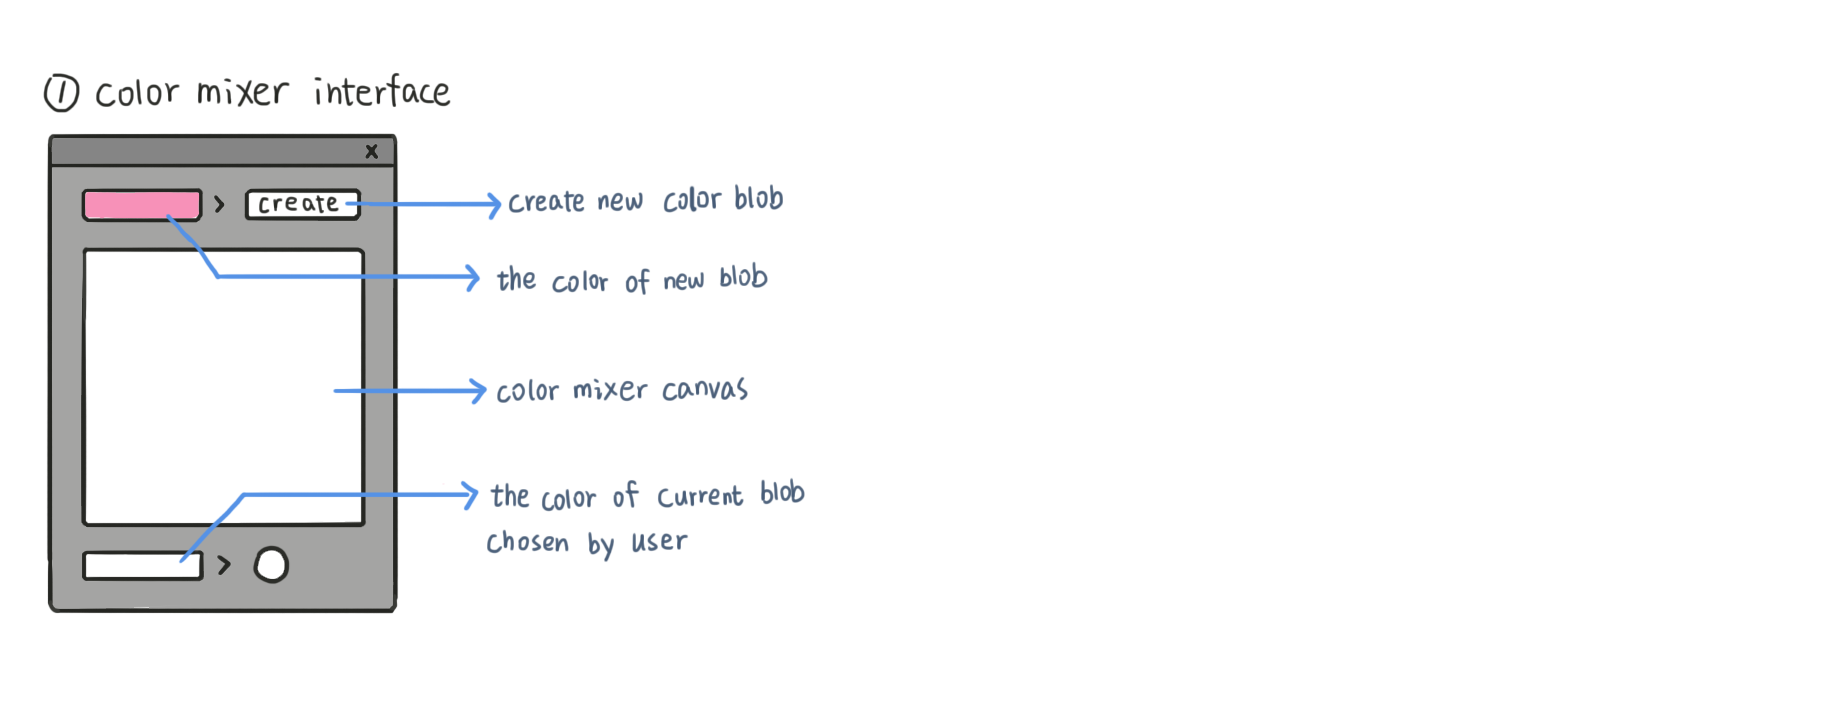 ① color mixer interface
x
> create
create new color blob
the color of new blob
color mixer canvas
the color of current blob
chosen by user
>